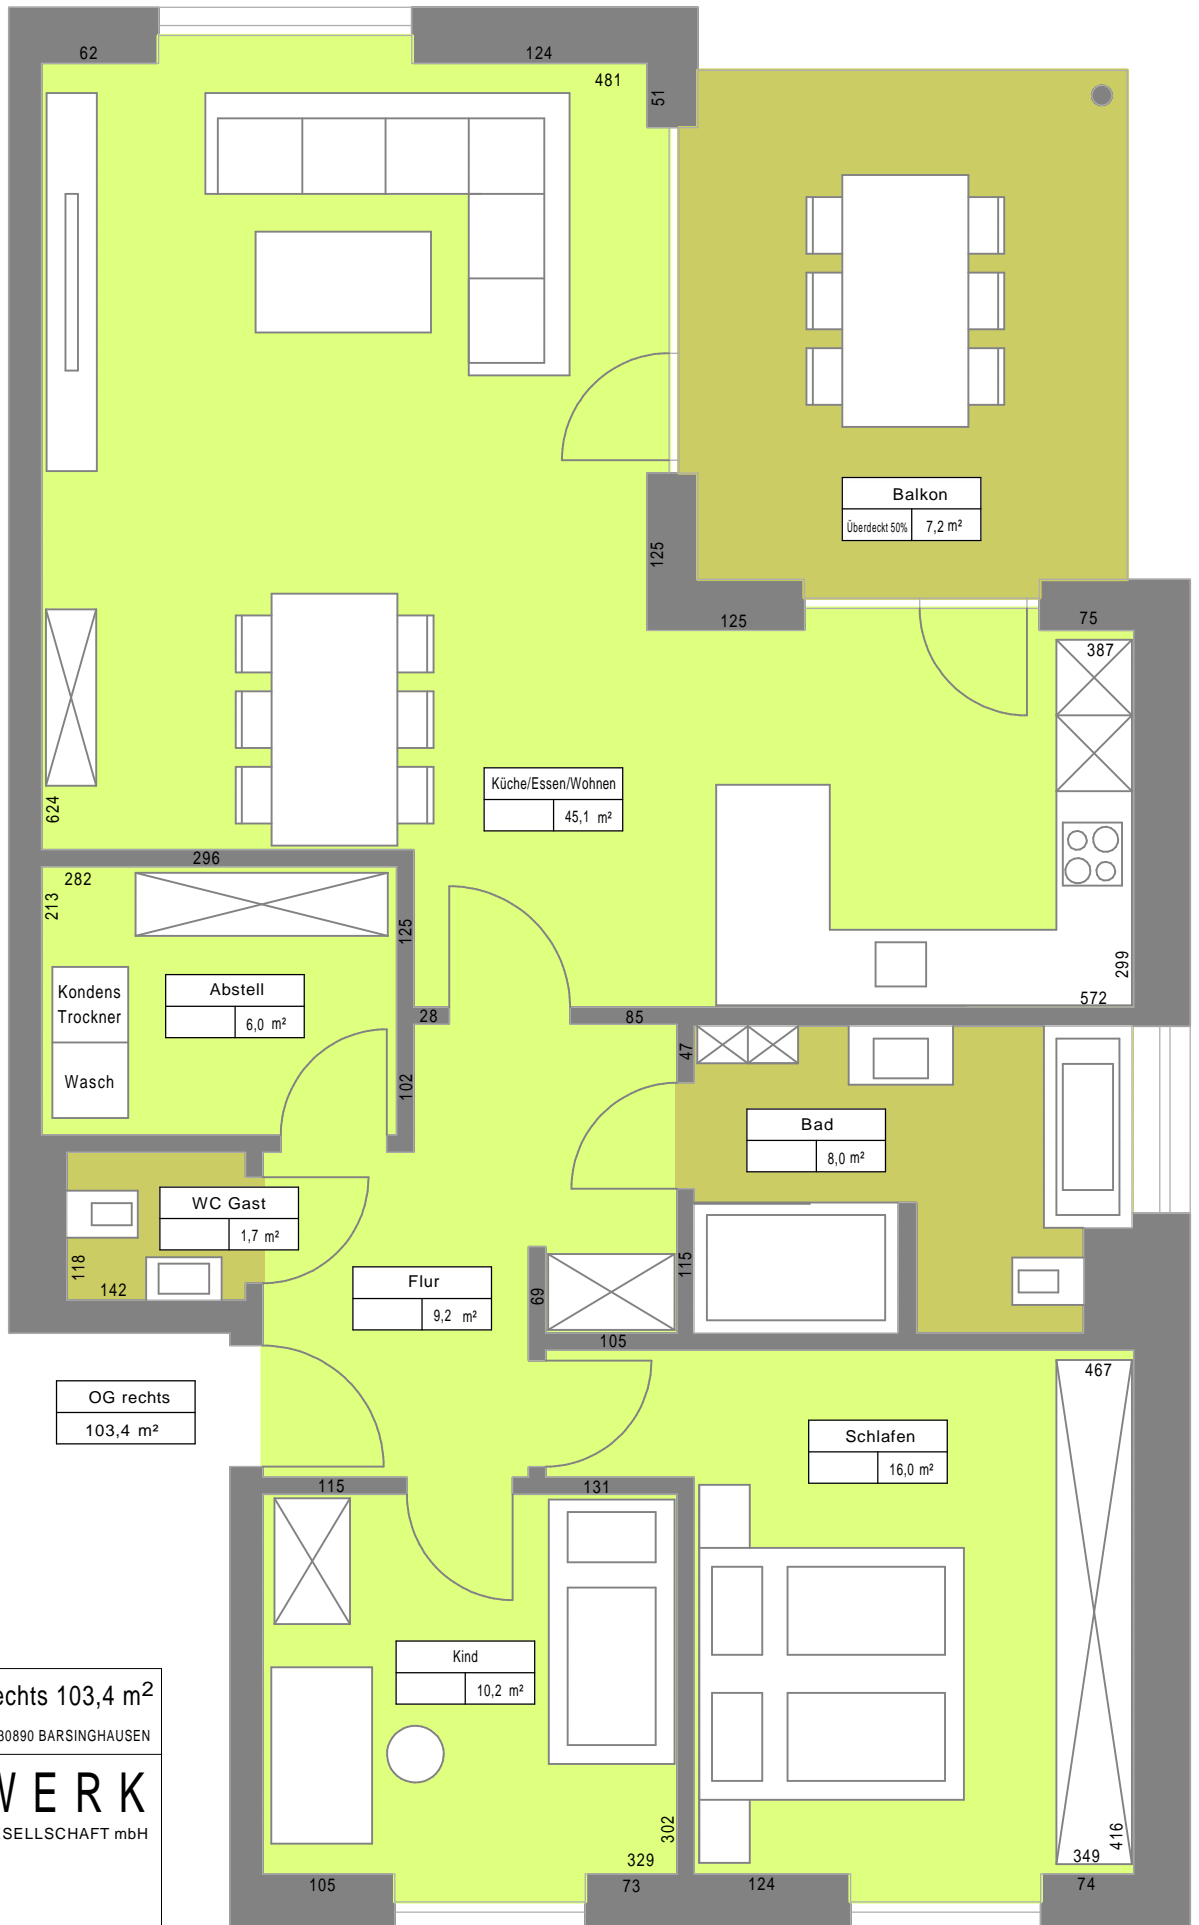 62
124
481
51
Balkon
Überdeckt 50% 7,2 m²
125
125
75
387
Küche/Essen/Wohnen
45,1 m²
624
296
282
213
125
299
572
Kondens
Trockner
Wasch
Abstell
6,0 m²
28
85
47
102
Bad
8,0 m²
WC Gast
1,7 m²
118
142
Flur
9,2 m²
69
115
105
OG rechts
103,4 m²
467
Schlafen
16,0 m²
115
131
Kind
10,2 m²
302
329
416
349
105
73
124
74
echts 103,4 m²
30890 BARSINGHAUSEN
WERK
SELLSCHAFT mbH